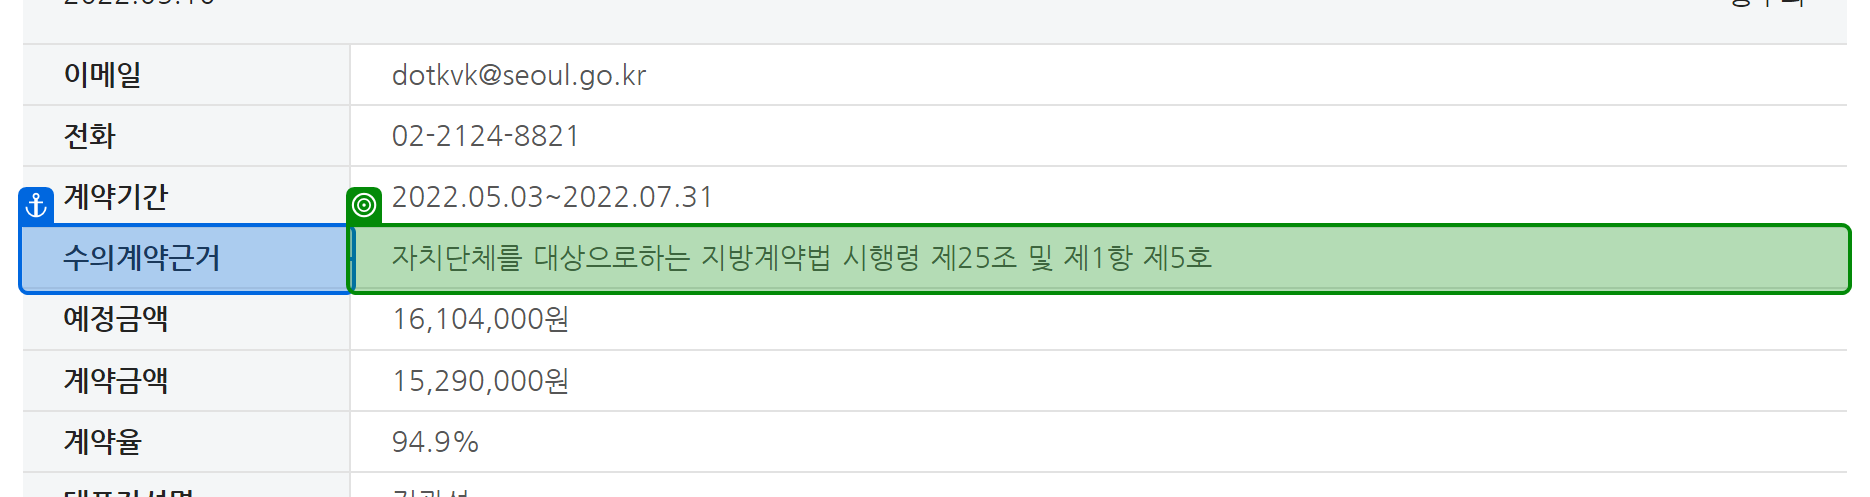 이메일 dotkvk@seoul.go.kr
전화 02-2124-8821
계약기간 2022.05.03~2022.07.31
수의계약근거 자치단체를 대상으로하는 지방계약법 시행령 제25조 및 제1항 제5호
예정금액 16,104,000원
계약금액 15,290,000원
계약율 94.9%